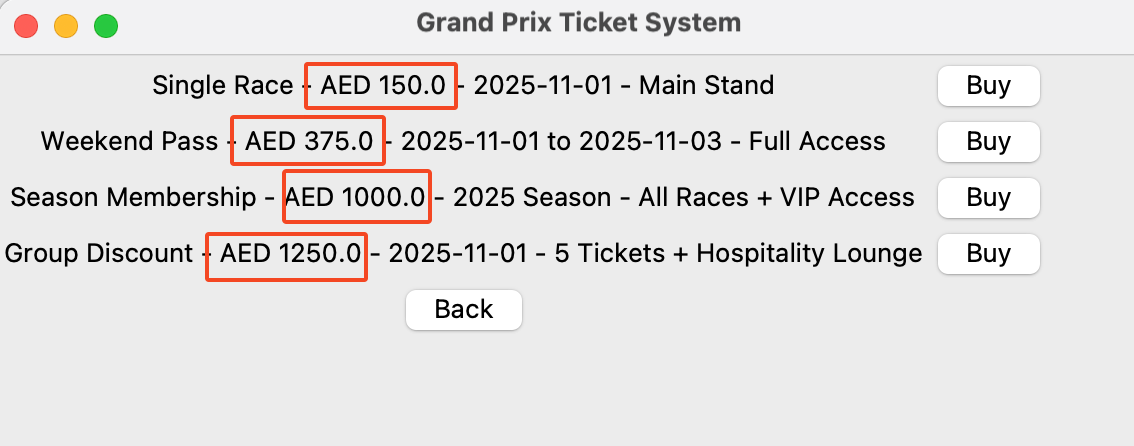 Grand Prix Ticket System
Single Race - AED 150.0 - 2025-11-01 - Main Stand Buy
Weekend Pass - AED 375.0 - 2025-11-01 to 2025-11-03 - Full Access Buy
Season Membership - AED 1000.0 - 2025 Season - All Races + VIP Access Buy
Group Discount - AED 1250.0 - 2025-11-01 - 5 Tickets + Hospitality Lounge Buy
Back